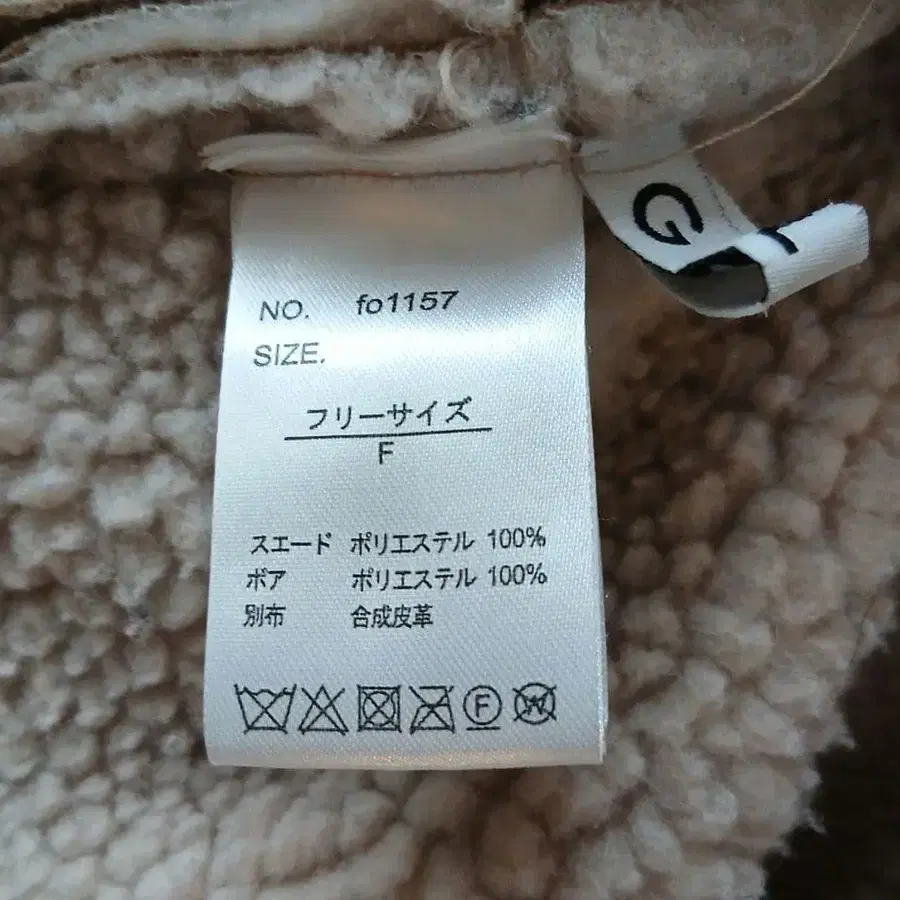 NO. fo1157
SIZE.
フリーサイズ
F
スエード ポリエステル 100%
ボア ポリエステル 100%
別布 合成皮革
F W
G